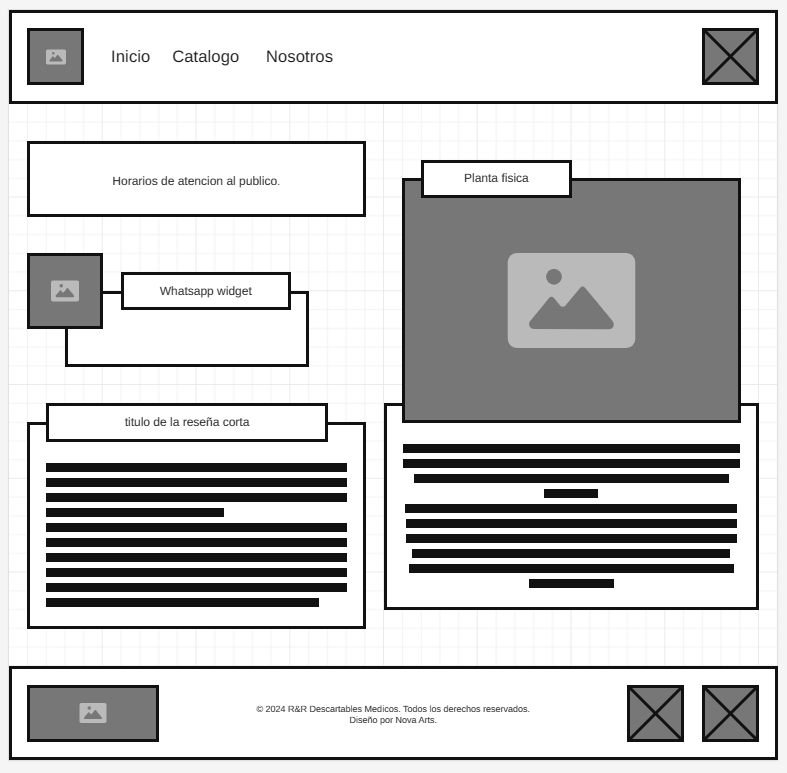 Inicio Catalogo Nosotros
Horarios de atencion al publico.
Planta fisica
Whatsapp widget
titulo de la reseña corta
© 2024 R&R Descartables Medicos. Todos los derechos reservados.
Diseño por Nova Arts.